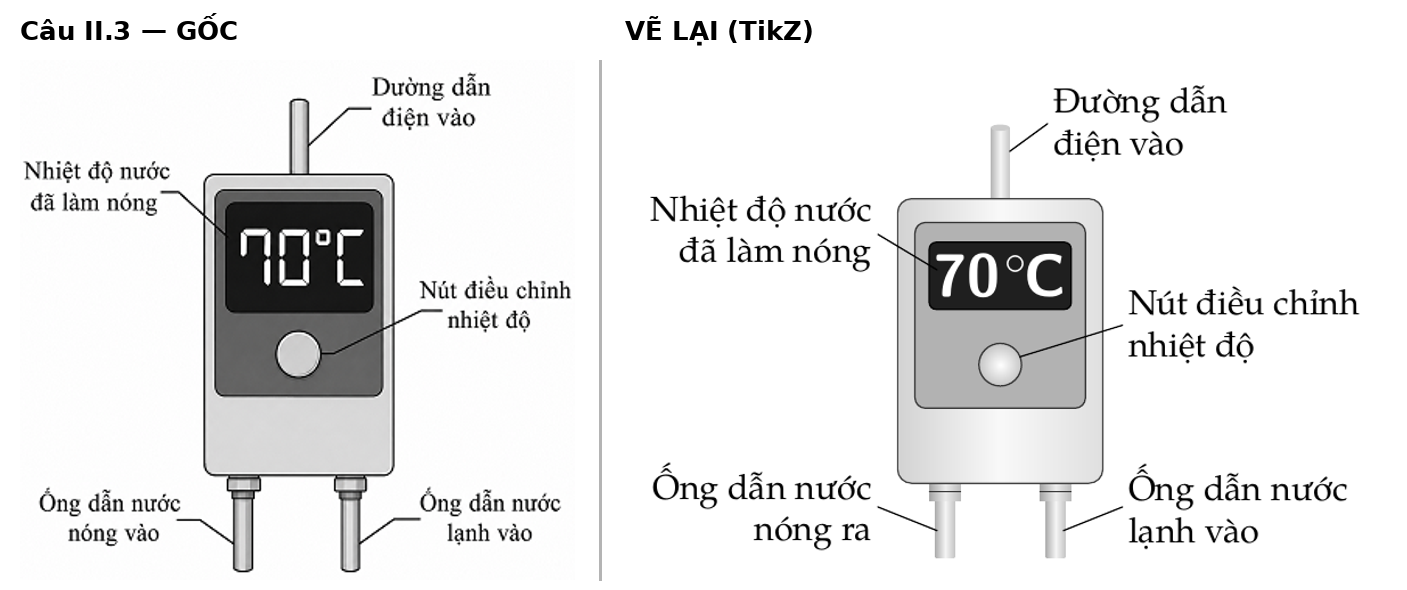 Câu II.3 — GỐC
Dường dẫn
điện vào
Nhiệt độ nước
đã làm nóng
70°C
Nút điều chỉnh
nhiệt độ
Ống dẫn nước
nóng vào
Ống dẫn nước
lạnh vào
VẼ LẠI (TikZ)
Đường dẫn
điện vào
Nhiệt độ nước
đã làm nóng
70°C
Nút điều chỉnh
nhiệt độ
Ống dẫn nước
nóng ra
Ống dẫn nước
lạnh vào